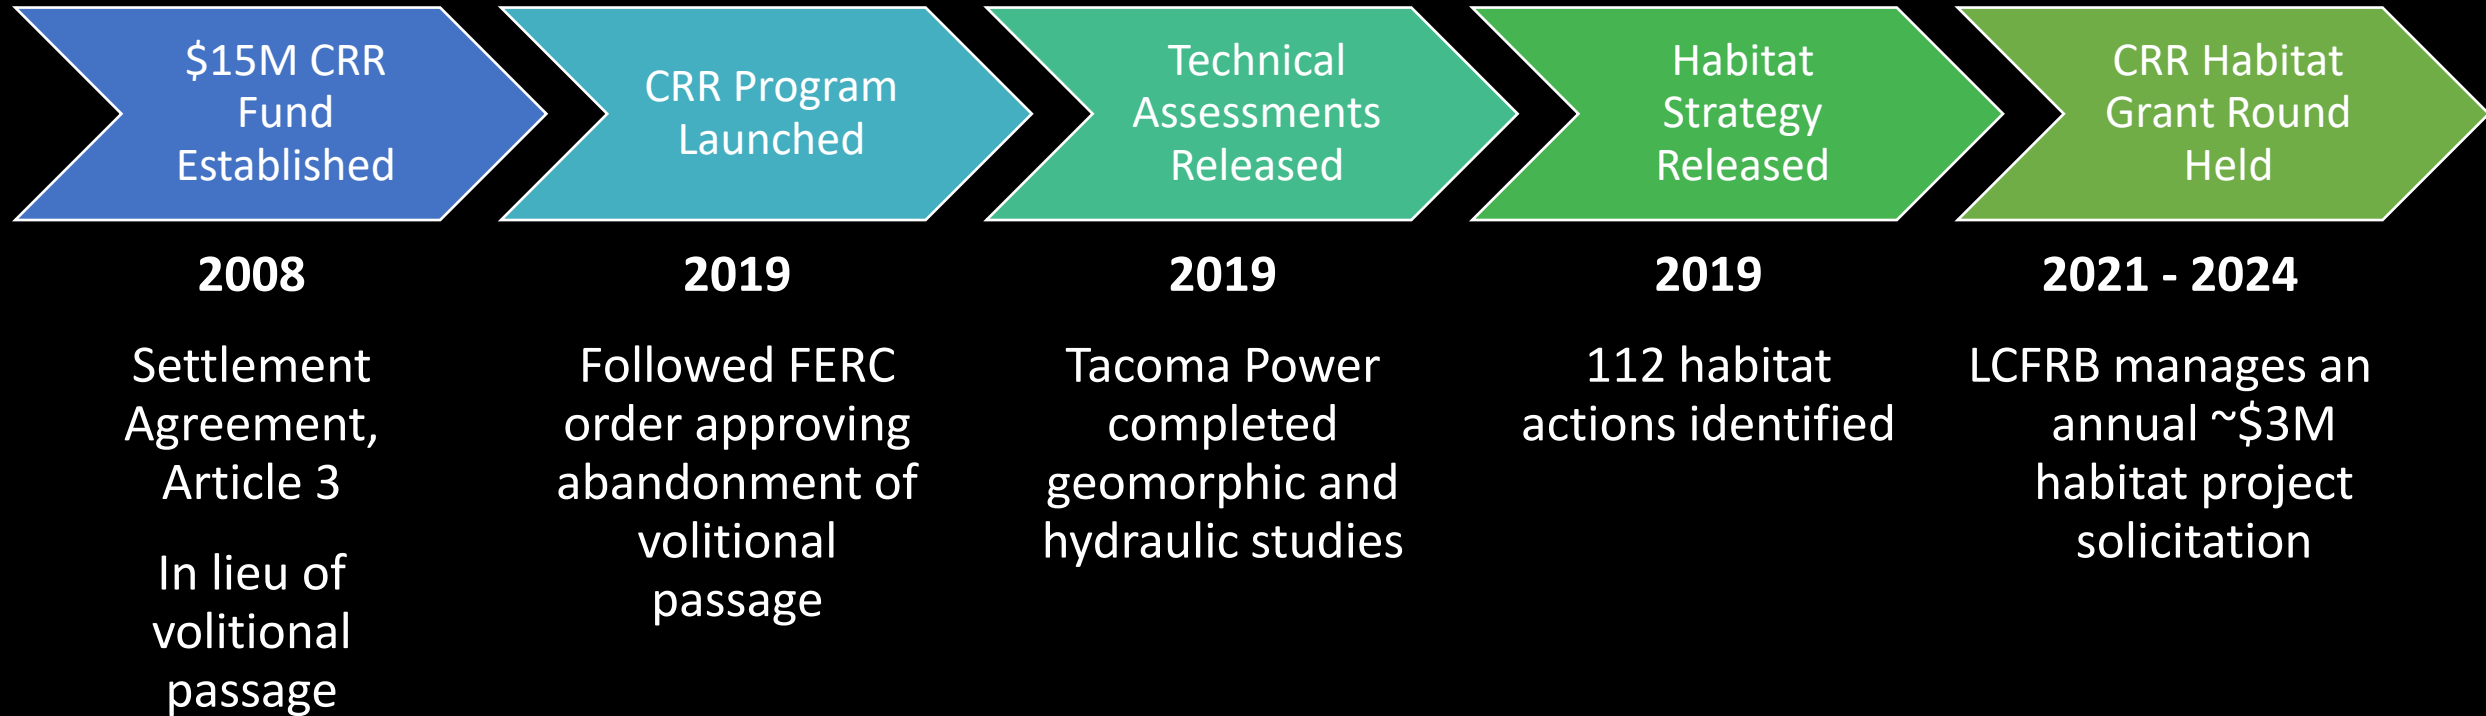 $15M CRR
Fund
Established
CRR Program
Launched
Technical
Assessments
Released
Habitat
Strategy
Released
CRR Habitat
Grant Round
Held
2008
Settlement
Agreement,
Article 3
In lieu of
volitional
passage
2019
Followed FERC
order approving
abandonment of
volitional
passage
2019
Tacoma Power
completed
geomorphic and
hydraulic studies
2019
112 habitat
actions identified
2021 - 2024
LCFRB manages an
annual ~$3M
habitat project
solicitation